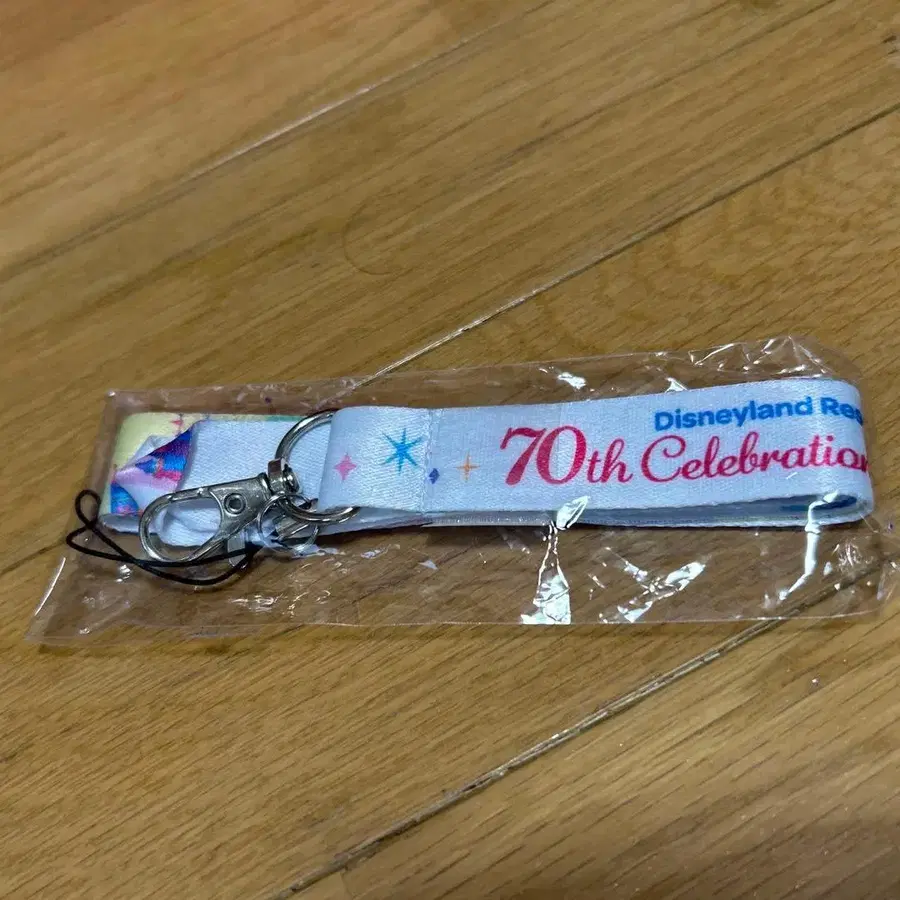 Disneyland Res
70th Celebration